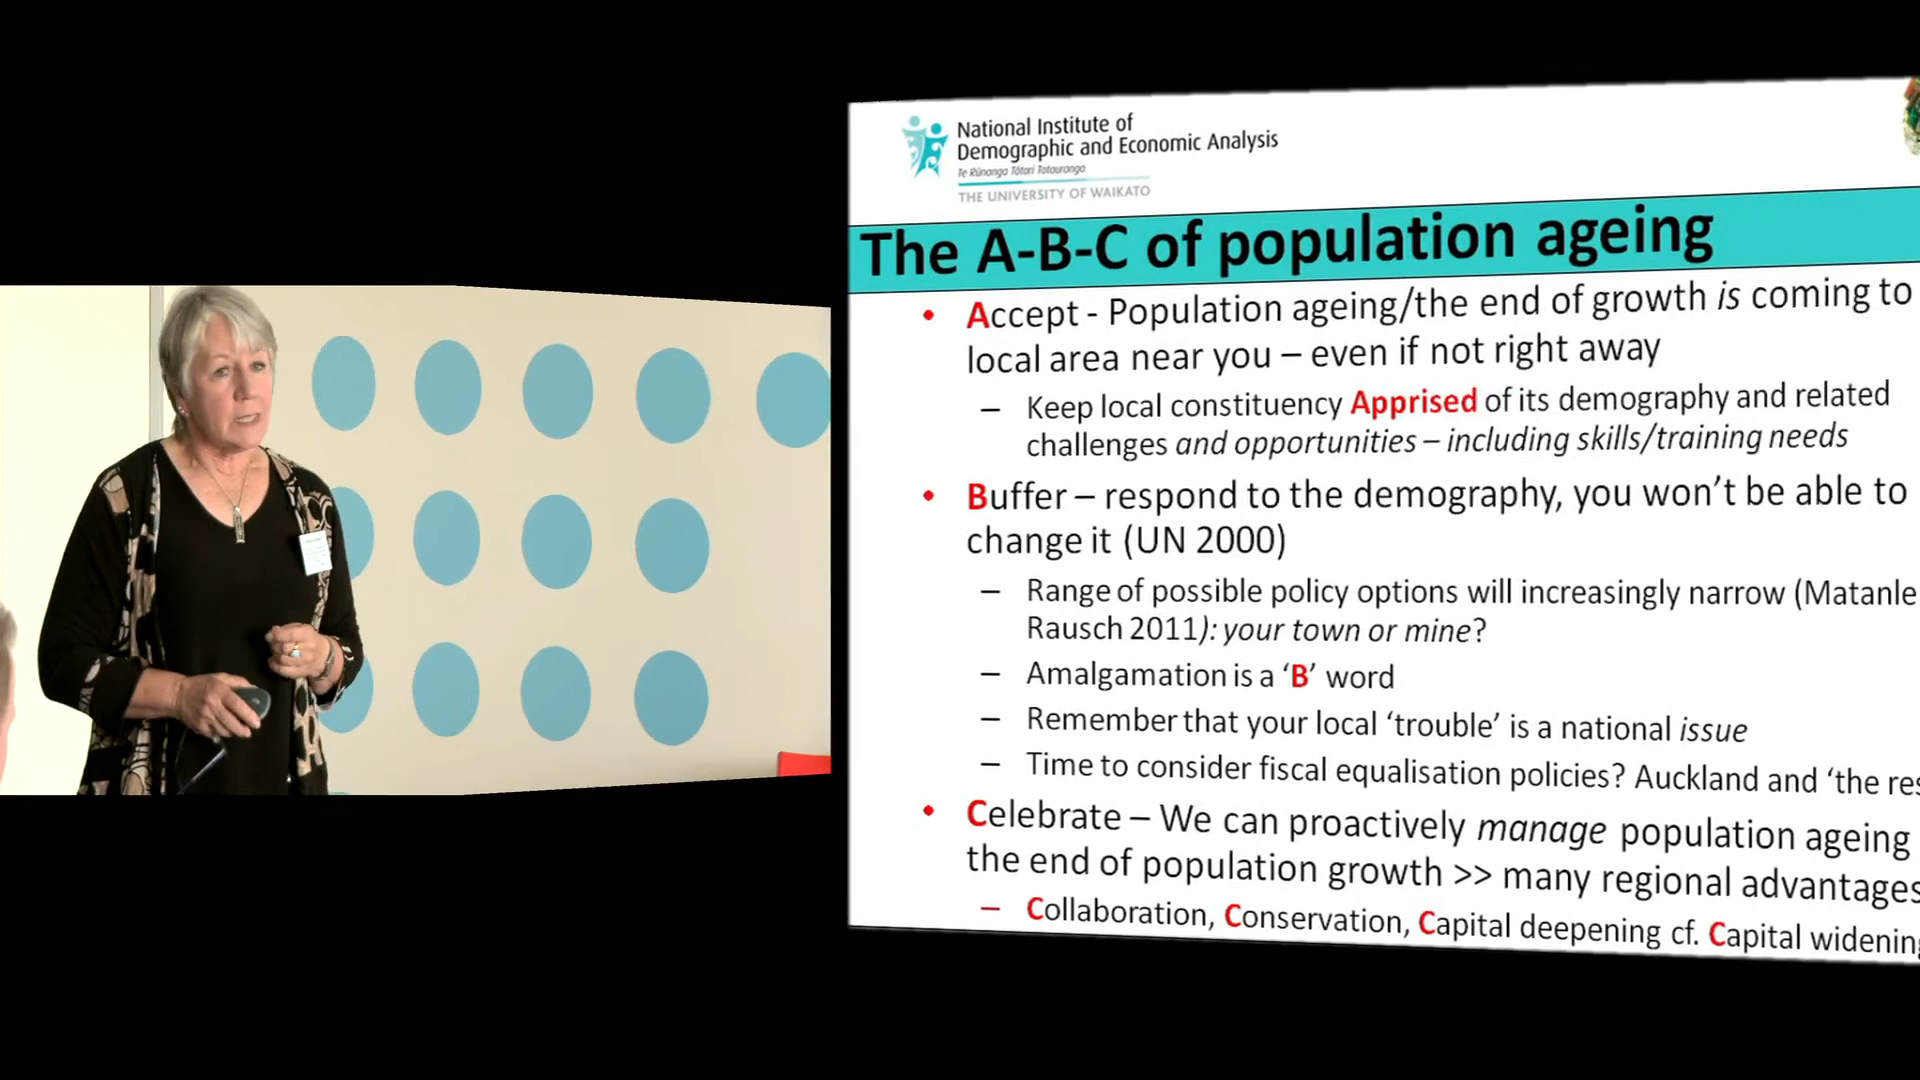 National Institute of
Demographic and Economic Analysis
Te Rūnanga Tātari Tatauranga
THE UNIVERSITY OF WAIKATO
The A-B-C of population ageing
• Accept - Population ageing/the end of growth is coming to
local area near you – even if not right away
– Keep local constituency Apprised of its demography and related
challenges and opportunities – including skills/training needs
• Buffer – respond to the demography, you won’t be able to
change it (UN 2000)
– Range of possible policy options will increasingly narrow (Matanle
Rausch 2011): your town or mine?
– Amalgamation is a ‘B’ word
– Remember that your local ‘trouble’ is a national issue
– Time to consider fiscal equalisation policies? Auckland and ‘the
• Celebrate – We can proactively manage population ageing
the end of population growth >> many regional advantages
– Collaboration, Conservation, Capital deepening cf. Capital